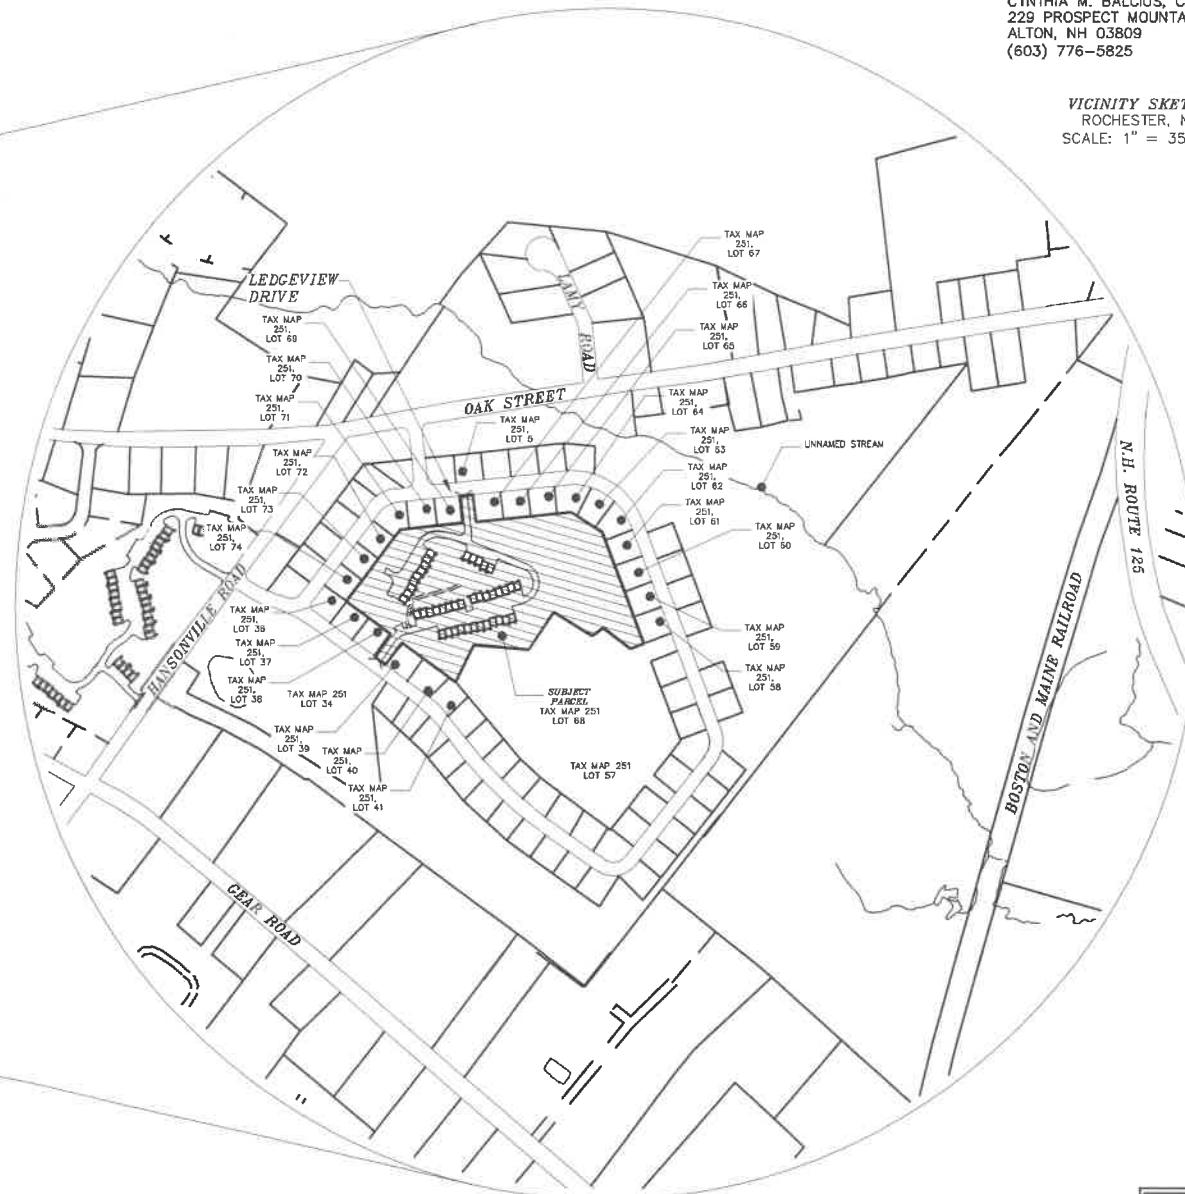 CINTHIA M. BALCIUS, C
229 PROSPECT MOUNTA
ALTON, NH 03809
(603) 776-5825
VICINITY SKET
ROCHESTER, N
SCALE: 1" = 35
TAX MAP
251,
LOT 67
LEDGEVIEW
DRIVE
LAMY ROAD
TAX MAP
251,
LOT 66
TAX MAP
251,
LOT 69
TAX MAP
251,
LOT 65
TAX MAP
251,
LOT 70
OAK STREET
TAX MAP
251,
LOT 64
TAX MAP
251,
LOT 71
TAX MAP
251,
LOT 5
TAX MAP
251,
LOT 63
UNNAMED STREAM
N.H. ROUTE 125
TAX MAP
251,
LOT 72
TAX MAP
251,
LOT 62
TAX MAP
251,
LOT 73
TAX MAP
251,
LOT 61
TAX MAP
251,
LOT 74
TAX MAP
251,
LOT 60
HANSONVILLE ROAD
BOSTON AND MAINE RAILROAD
TAX MAP
251,
LOT 36
TAX MAP
251,
LOT 59
TAX MAP
251,
LOT 37
TAX MAP
251,
LOT 58
TAX MAP
251,
LOT 38
TAX MAP 251
LOT 34
SUBJECT
PARCEL
TAX MAP 251
LOT 68
TAX MAP
251,
LOT 39
TAX MAP
251,
LOT 40
TAX MAP 251
LOT 57
TAX MAP
251,
LOT 41
GEAR ROAD